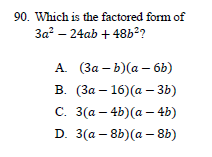 90. Which is the factored form of
3a² – 24ab + 48b²?
A. (3a – b)(a – 6b)
B. (3a – 16)(a – 3b)
C. 3(a – 4b)(a – 4b)
D. 3(a – 8b)(a – 8b)